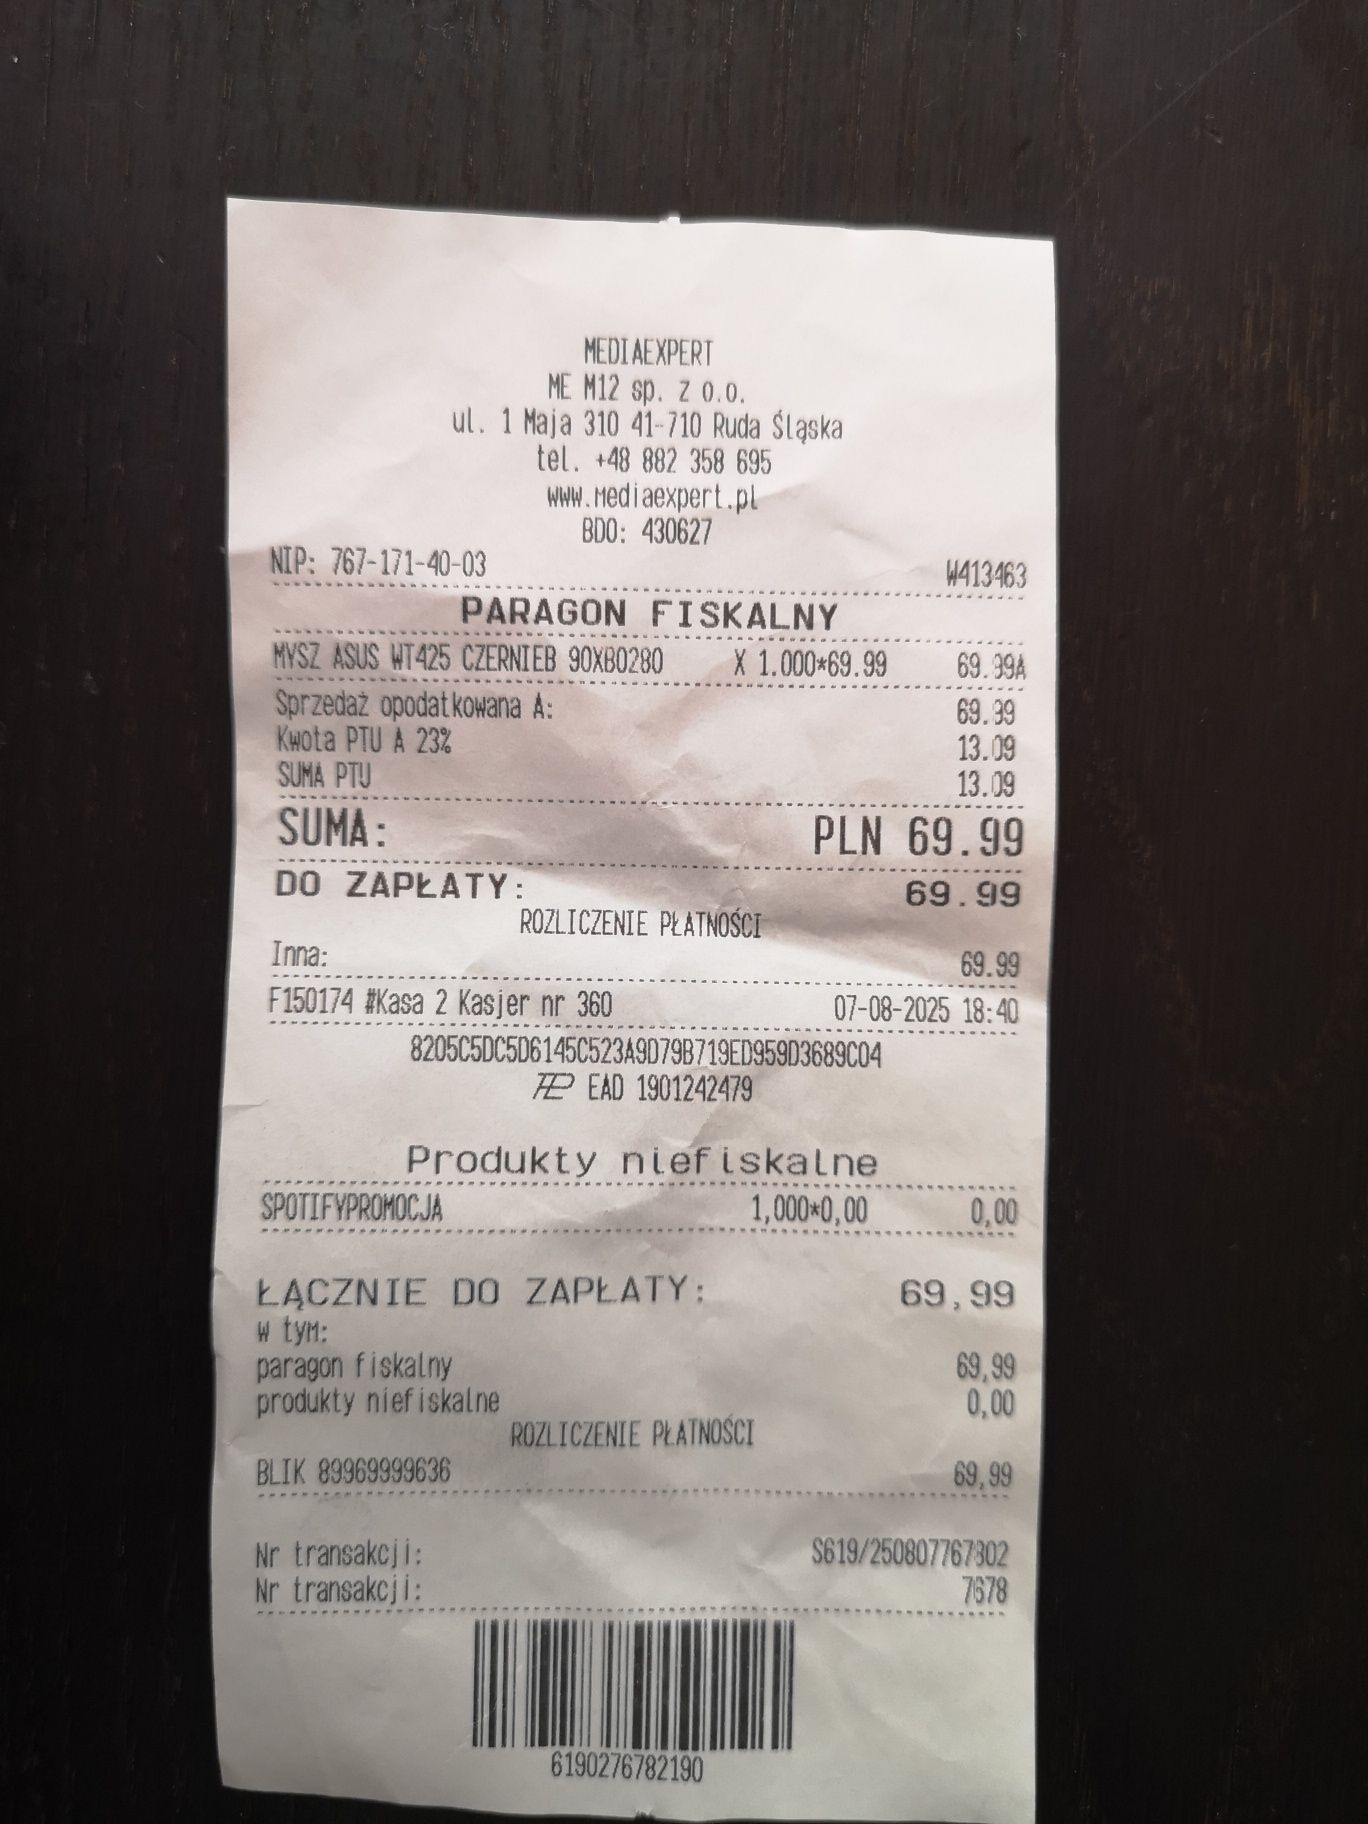 MEDIAEXPERT
ME M12 sp. z o.o.
ul. 1 Maja 310 41-710 Ruda Śląska
tel. +48 882 358 695
www.mediaexpert.pl
BDO: 430627
NIP: 767-171-40-03 W413463
PARAGON FISKALNY
MYSZ ASUS WT425 CZERNIEB 90XB0280 X 1.000*69.99 69.99A
Sprzedaż opodatkowana A: 69.99
Kwota PTU A 23% 13.09
SUMA PTU 13.09
SUMA: PLN 69.99
DO ZAPŁATY: 69.99
ROZLICZENIE PŁATNOŚCI
Inna: 69.99
F150174 #Kasa 2 Kasjer nr 360 07-08-2025 18:40
8205C5DC5D6145C523A9D79B719ED959D3689C04
EAD 1901242479
Produkty niefiskalne
SPOTIFYPROMOCJA 1,000*0,00 0,00
ŁĄCZNIE DO ZAPŁATY: 69,99
w tym:
paragon fiskalny 69,99
produkty niefiskalne 0,00
ROZLICZENIE PŁATNOŚCI
BLIK 89969999636 69,99
Nr transakcji: S619/250807767802
Nr transakcji: 7678
6190276782190